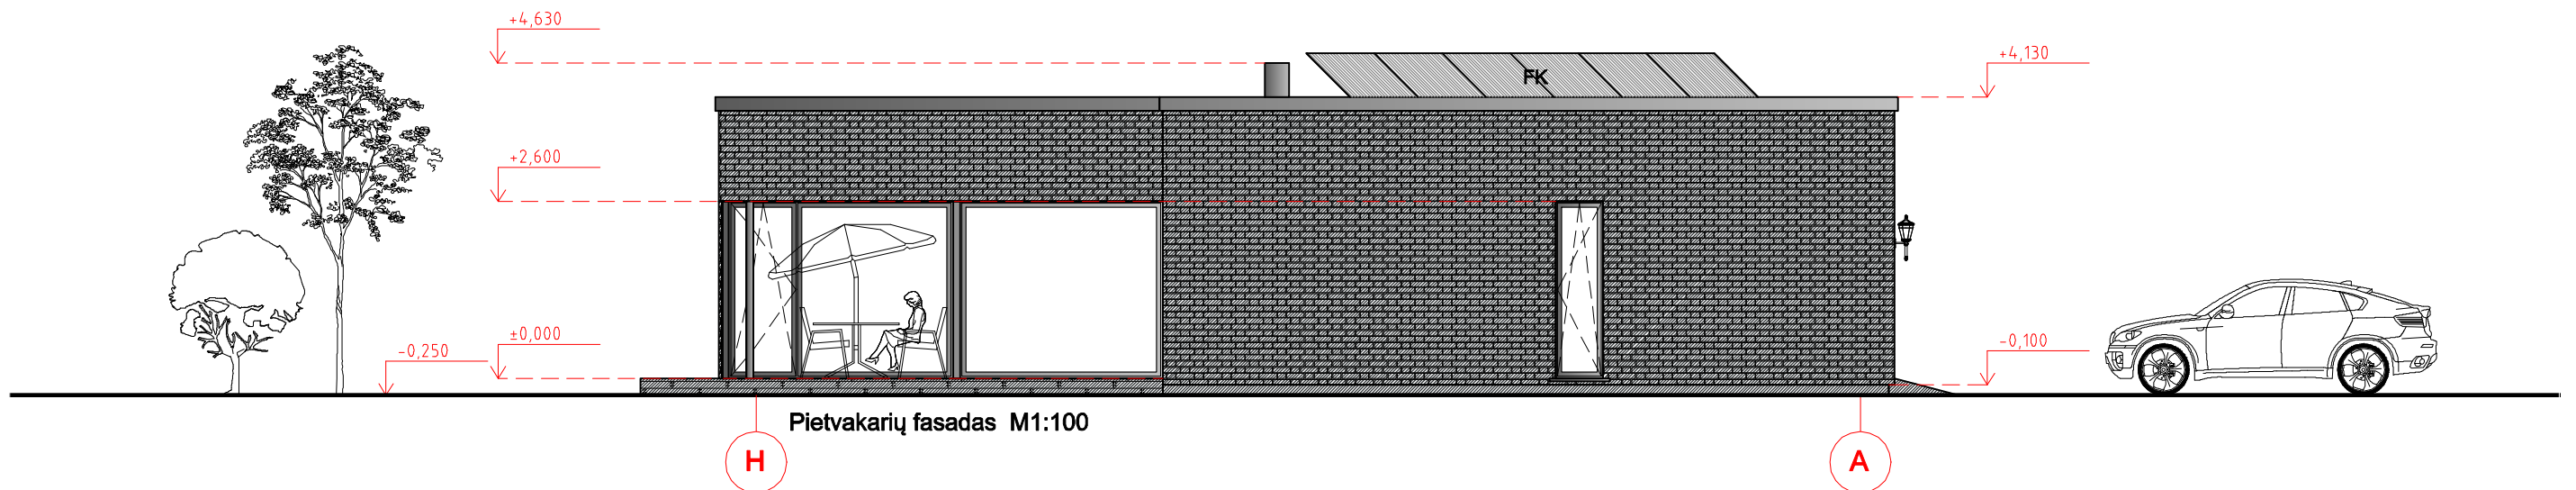 +4,630
FK
+4,130
+2,600
±0,000
-0,250
-0,100
Pietvakarių fasadas M1:100
H
A